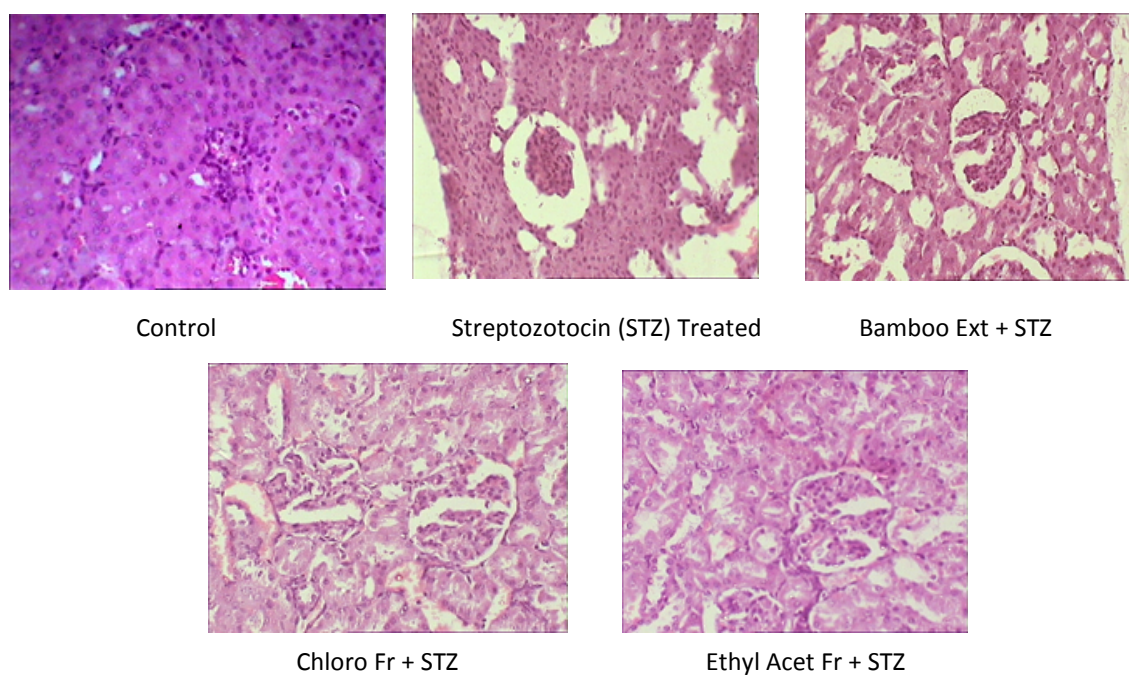 Control
Streptozotocin (STZ) Treated
Bamboo Ext + STZ
Chloro Fr + STZ
Ethyl Acet Fr + STZ